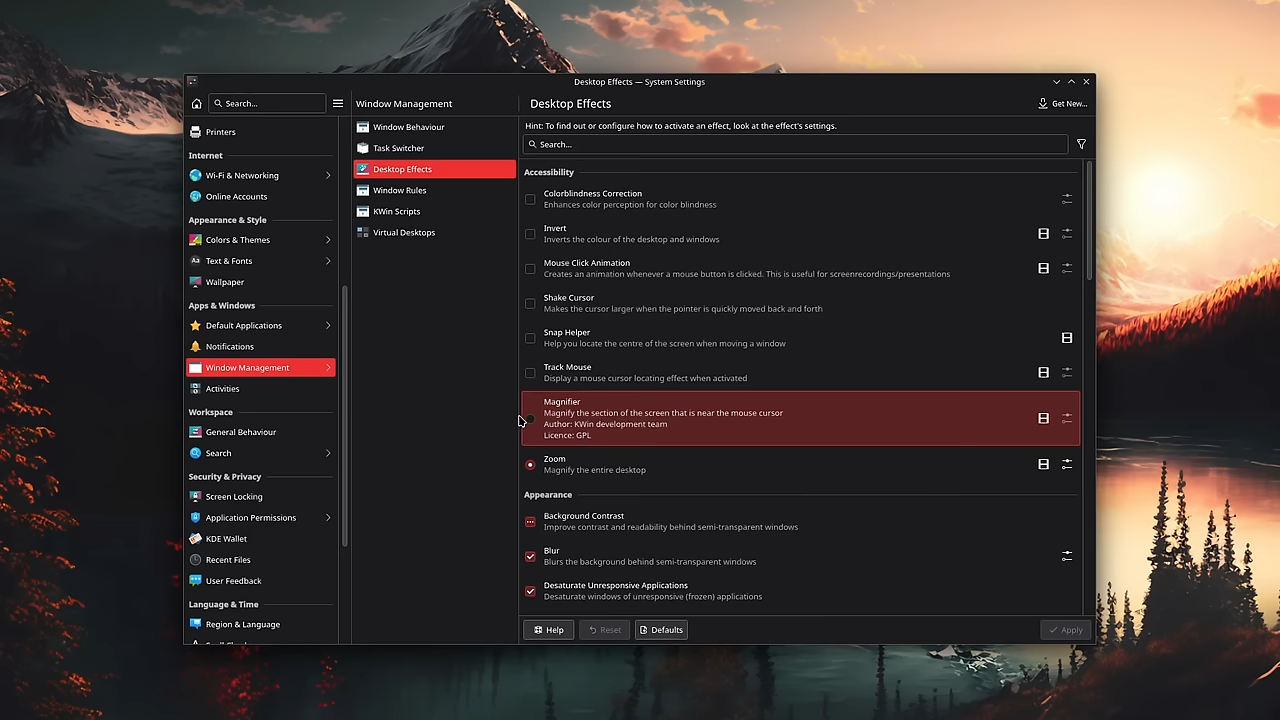 Desktop Effects — System Settings
Search...
Window Management
Desktop Effects
Get New...
Printers
Internet
Wi-Fi & Networking
Online Accounts
Appearance & Style
Colors & Themes
Aa Text & Fonts
Wallpaper
Apps & Windows
Default Applications
Notifications
Window Management
Activities
Workspace
General Behaviour
Search
Security & Privacy
Screen Locking
Application Permissions
KDE Wallet
Recent Files
User Feedback
Language & Time
Region & Language
Window Behaviour
Task Switcher
Desktop Effects
Window Rules
KWin Scripts
Virtual Desktops
Hint: To find out or configure how to activate an effect, look at the effect's settings.
Search...
Accessibility
Colorblindness Correction
Enhances color perception for color blindness
Invert
Inverts the colour of the desktop and windows
Mouse Click Animation
Creates an animation whenever a mouse button is clicked. This is useful for screenrecordings/presentations
Shake Cursor
Makes the cursor larger when the pointer is quickly moved back and forth
Snap Helper
Help you locate the centre of the screen when moving a window
Track Mouse
Display a mouse cursor locating effect when activated
Magnifier
Magnify the section of the screen that is near the mouse cursor
Author: KWin development team
Licence: GPL
Zoom
Magnify the entire desktop
Appearance
Background Contrast
Improve contrast and readability behind semi-transparent windows
Blur
Blurs the background behind semi-transparent windows
Desaturate Unresponsive Applications
Desaturate windows of unresponsive (frozen) applications
Help
Reset
Defaults
Apply